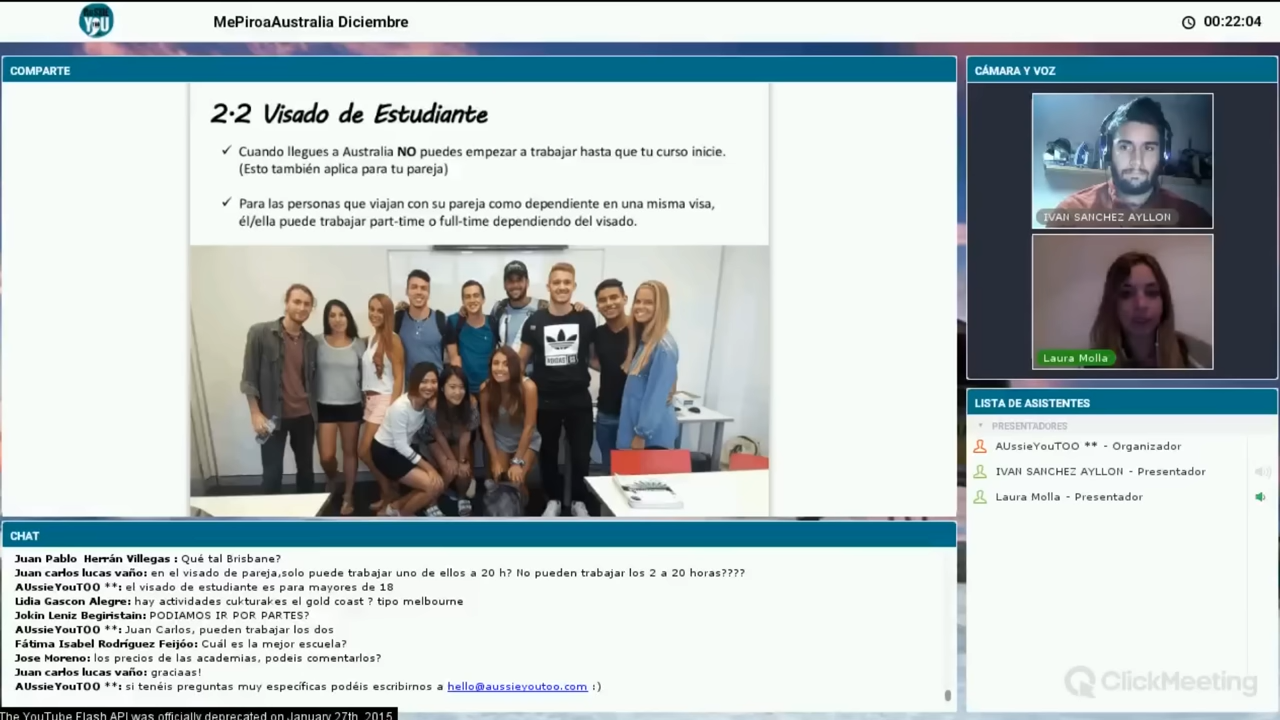 YOU
MePiroaAustralia Diciembre
00:22:04
COMPARTE
2.2 Visado de Estudiante
✓ Cuando llegues a Australia NO puedes empezar a trabajar hasta que tu curso inicie.
(Esto también aplica para tu pareja)
✓ Para las personas que viajan con su pareja como dependiente en una misma visa,
él/ella puede trabajar part-time o full-time dependiendo del visado.
CÁMARA Y VOZ
IVAN SANCHEZ AYLLON
Laura Molla
LISTA DE ASISTENTES
PRESENTADORES
AUssieYouTOO ** - Organizador
IVAN SANCHEZ AYLLON - Presentador
Laura Molla - Presentador
CHAT
Juan Pablo Herrán Villegas : Qué tal Brisbane?
Juan carlos lucas vaño: en el visado de pareja,solo puede trabajar uno de ellos a 20 h? No pueden trabajar los 2 a 20 horas????
AUssieYouTOO **: el visado de estudiante es para mayores de 18
Lidia Gascon Alegre: hay actividades cukturakes el gold coast ? tipo melbourne
Jokin Leniz Begiristain: PODIAMOS IR POR PARTES?
AUssieYouTOO **: Juan Carlos, pueden trabajar los dos
Fátima Isabel Rodríguez Feijóo: Cuál es la mejor escuela?
Jose Moreno: los precios de las academias, podeis comentarlos?
Juan carlos lucas vaño: graciaas!
AUssieYouTOO **: si tenéis preguntas muy específicas podéis escribirnos a hello@aussieyoutoo.com :)
ClickMeeting
The YouTube Flash API was officially deprecated on January 27th, 2015